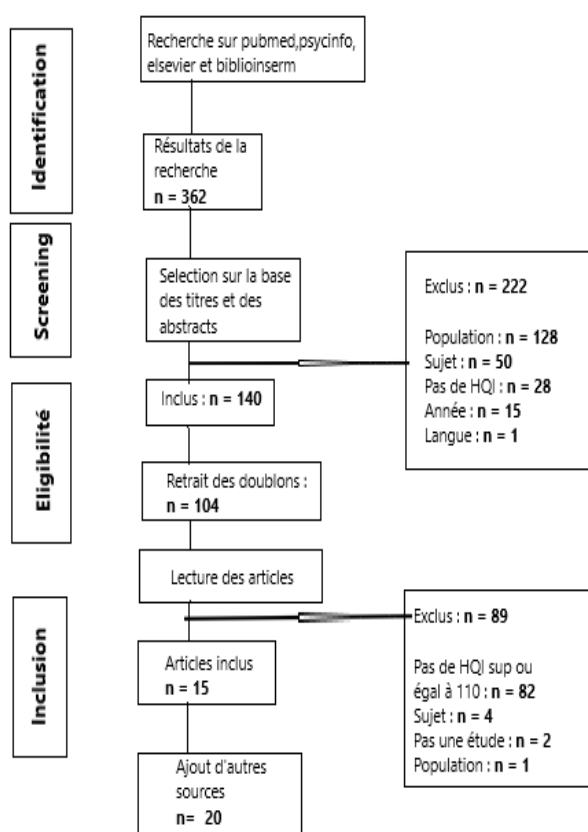 Identification
Recherche sur pubmed,psycinfo,
elsevier et biblioinserm
Résultats de la
recherche
n = 362
Screening
Selection sur la base
des titres et des
abstracts
Exclus : n = 222
Population : n = 128
Sujet : n = 50
Pas de HQI : n = 28
Année : n = 15
Langue : n = 1
Eligibilité
Inclus : n = 140
Retrait des doublons :
n = 104
Lecture des articles
Inclusion
Exclus : n = 89
Pas de HQI sup ou
égal à 110 : n = 82
Sujet : n = 4
Pas une étude : n = 2
Population : n = 1
Articles inclus
n = 15
Ajout d'autres
sources
n= 20